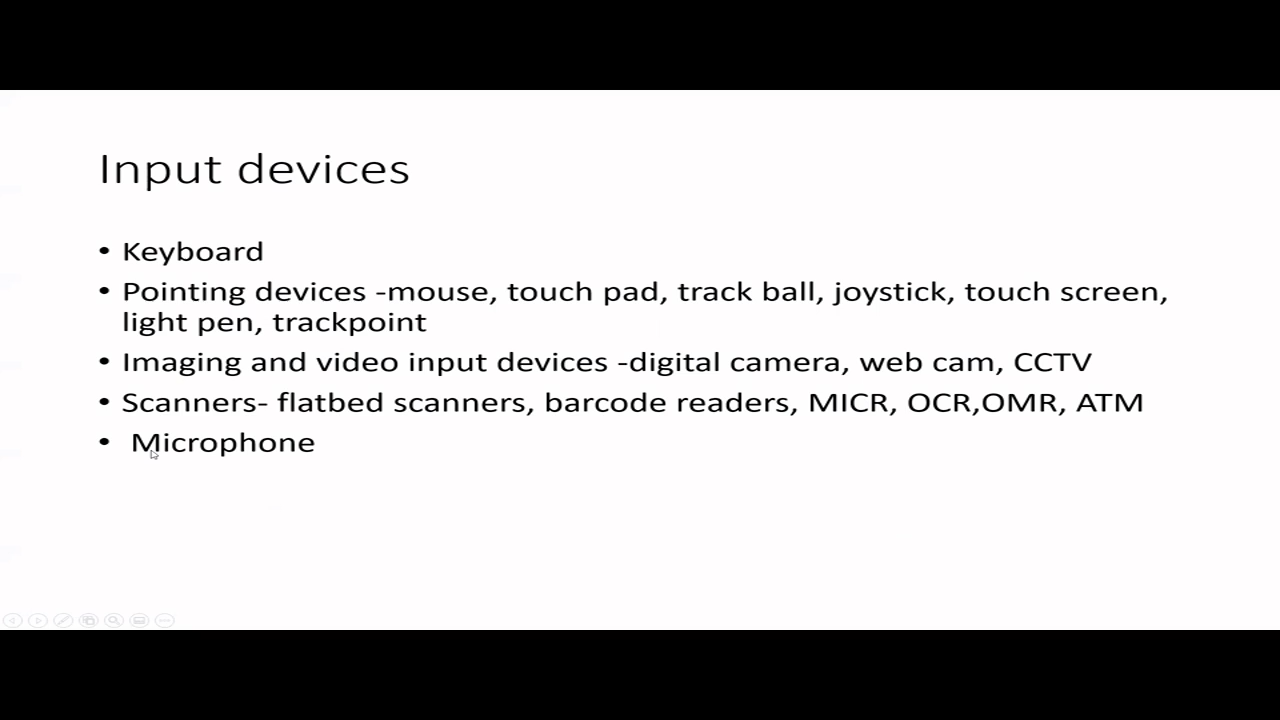 Input devices
• Keyboard
• Pointing devices -mouse, touch pad, track ball, joystick, touch screen,
light pen, trackpoint
• Imaging and video input devices -digital camera, web cam, CCTV
• Scanners- flatbed scanners, barcode readers, MICR, OCR,OMR, ATM
• Microphone